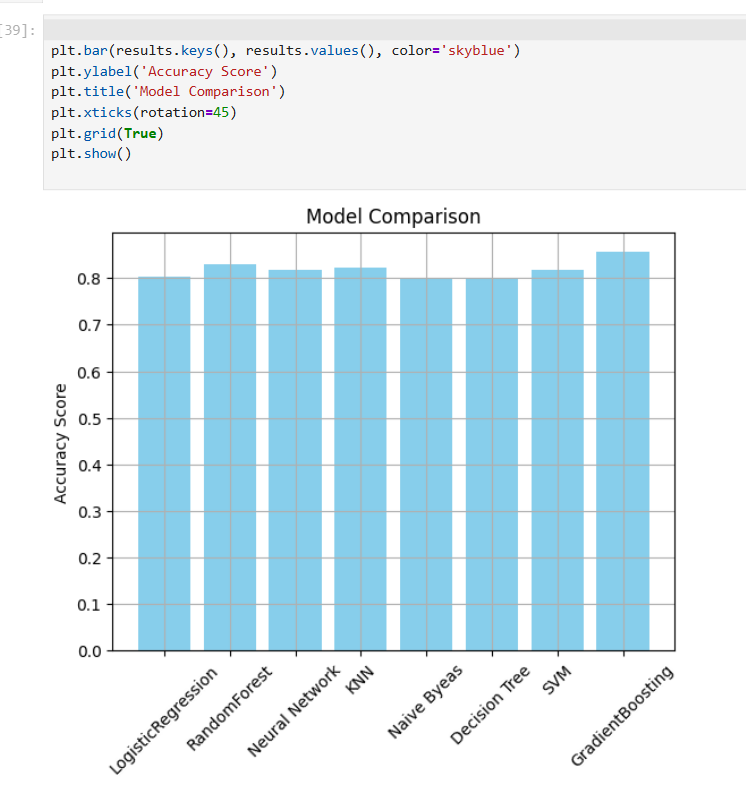 [39]:
plt.bar(results.keys(), results.values(), color='skyblue')
plt.ylabel('Accuracy Score')
plt.title('Model Comparison')
plt.xticks(rotation=45)
plt.grid(True)
plt.show()
Model Comparison
Accuracy Score
0.8
0.7
0.6
0.5
0.4
0.3
0.2
0.1
0.0
LogisticRegression
RandomForest
Neural Network
KNN
Naive Byeas
Decision Tree
SVM
GradientBoosting